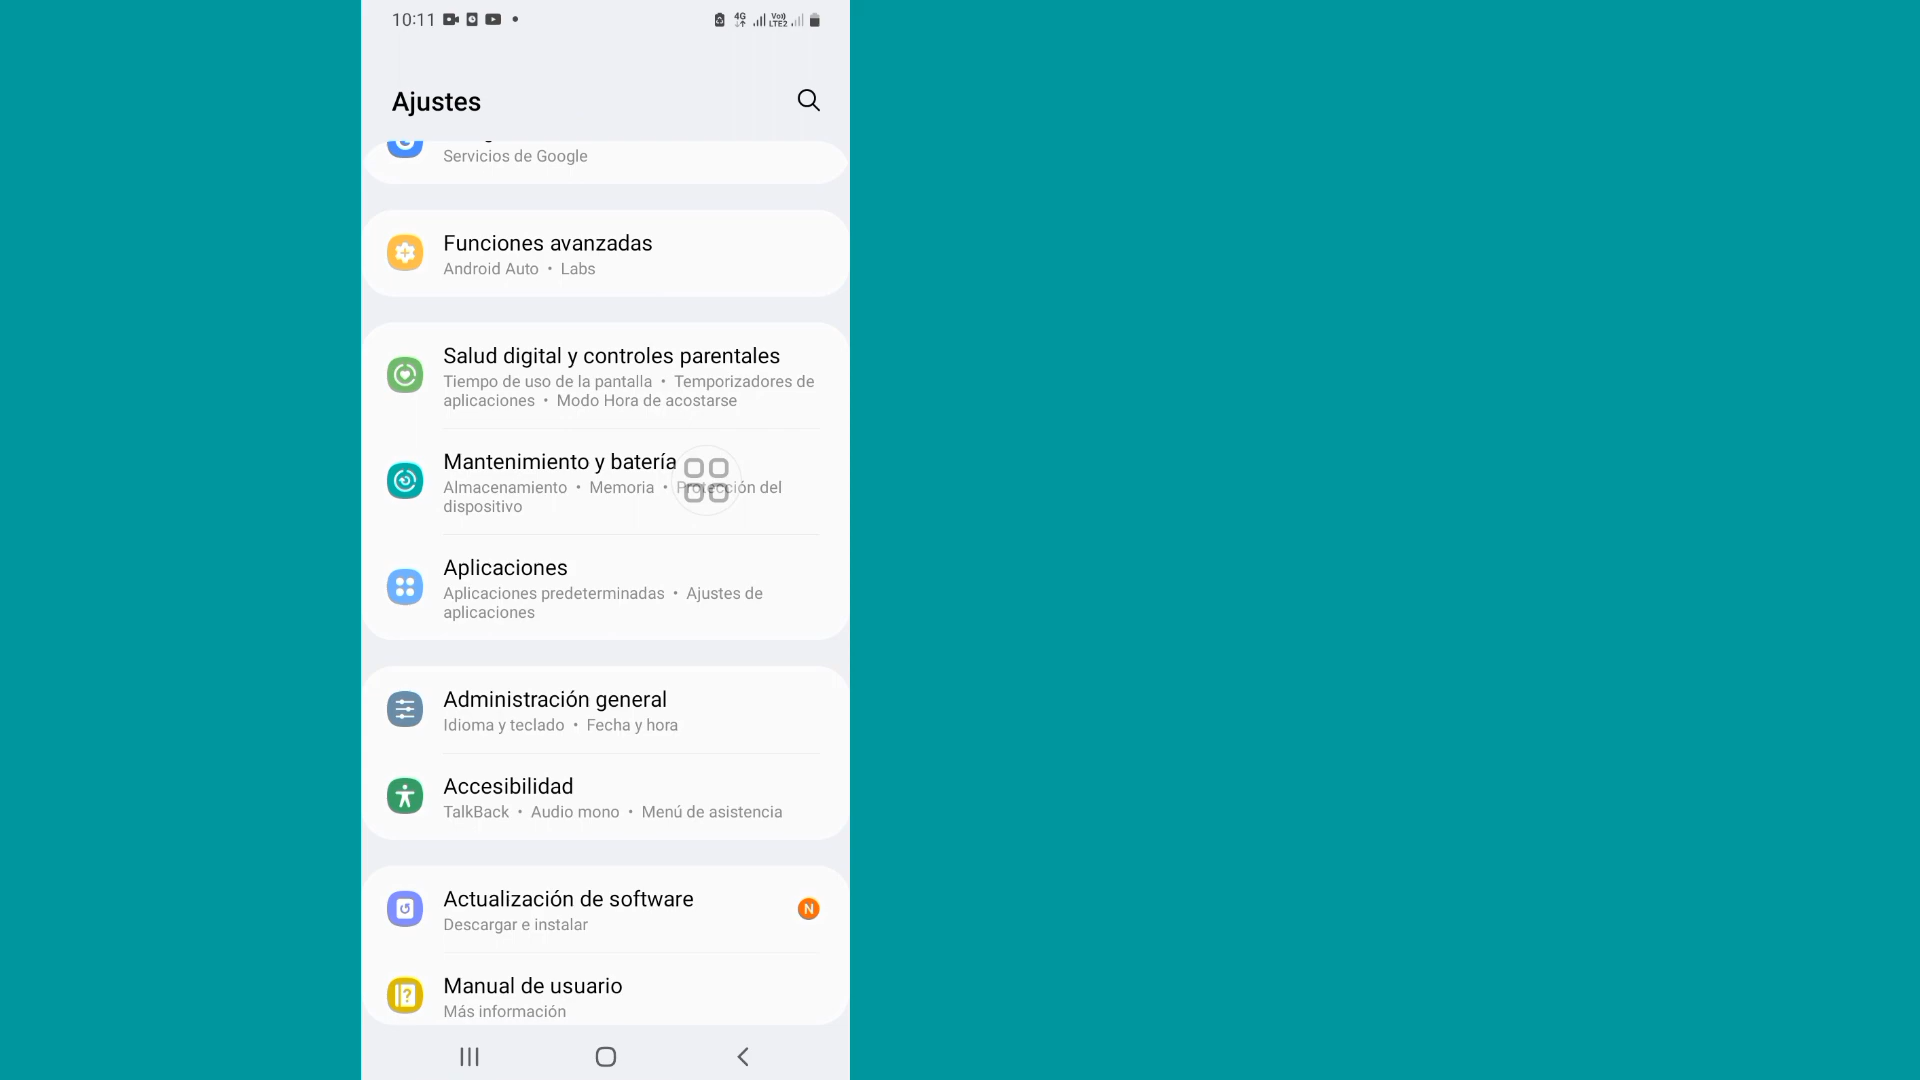 10:11
4G
Vo))
LTE2
Ajustes
Servicios de Google
Funciones avanzadas
Android Auto • Labs
Salud digital y controles parentales
Tiempo de uso de la pantalla • Temporizadores de
aplicaciones • Modo Hora de acostarse
Mantenimiento y batería
Almacenamiento • Memoria • Protección del
dispositivo
Aplicaciones
Aplicaciones predeterminadas • Ajustes de
aplicaciones
Administración general
Idioma y teclado • Fecha y hora
Accesibilidad
TalkBack • Audio mono • Menú de asistencia
Actualización de software
N
Descargar e instalar
Manual de usuario
Más información